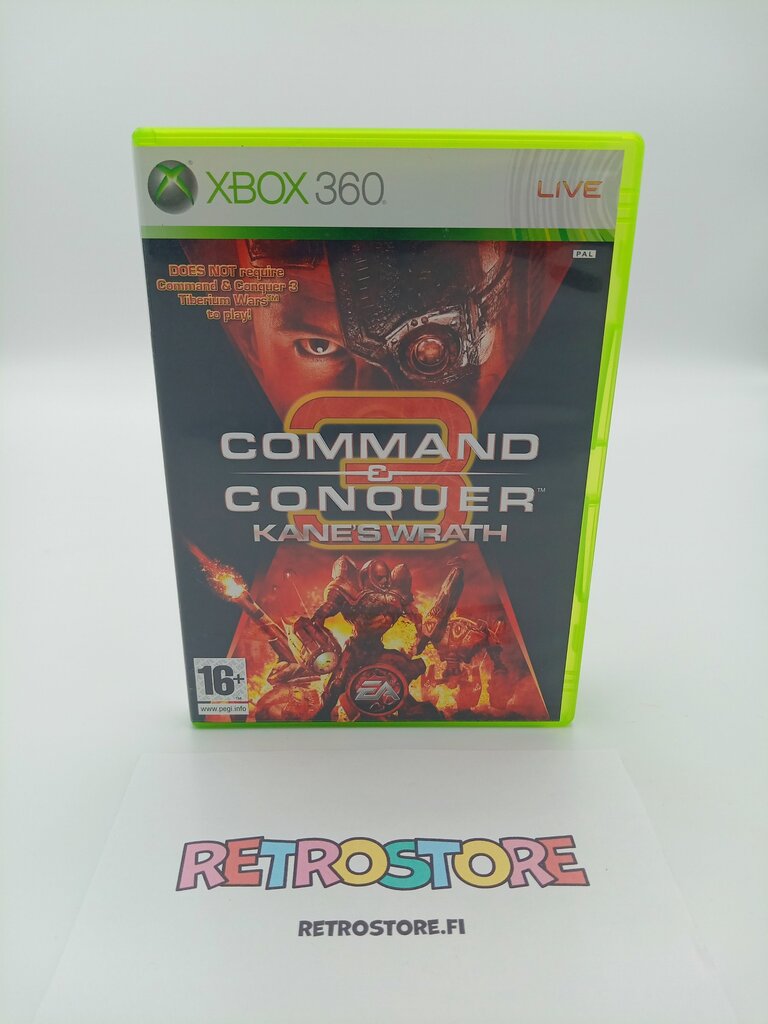 XBOX 360
LIVE
PAL
DOES NOT require
Command & Conquer 3
Tiberium Wars™
to play!
3
COMMAND
&
CONQUER™
KANE'S WRATH
EA
16+
www.pegi.info
RETROSTORE
RETROSTORE.FI